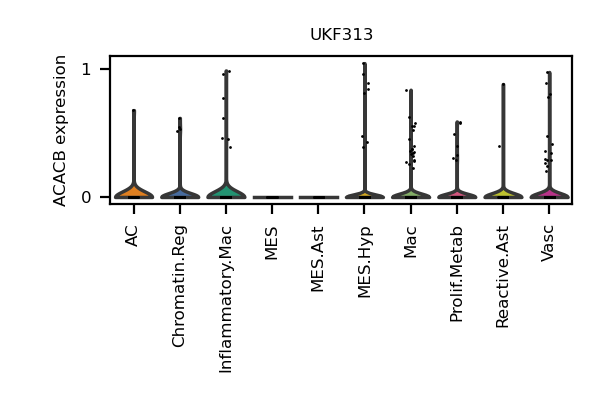 UKF313
ACACB expression
1
0
AC
Chromatin.Reg
Inflammatory.Mac
MES
MES.Ast
MES.Hyp
Mac
Prolif.Metab
Reactive.Ast
Vasc